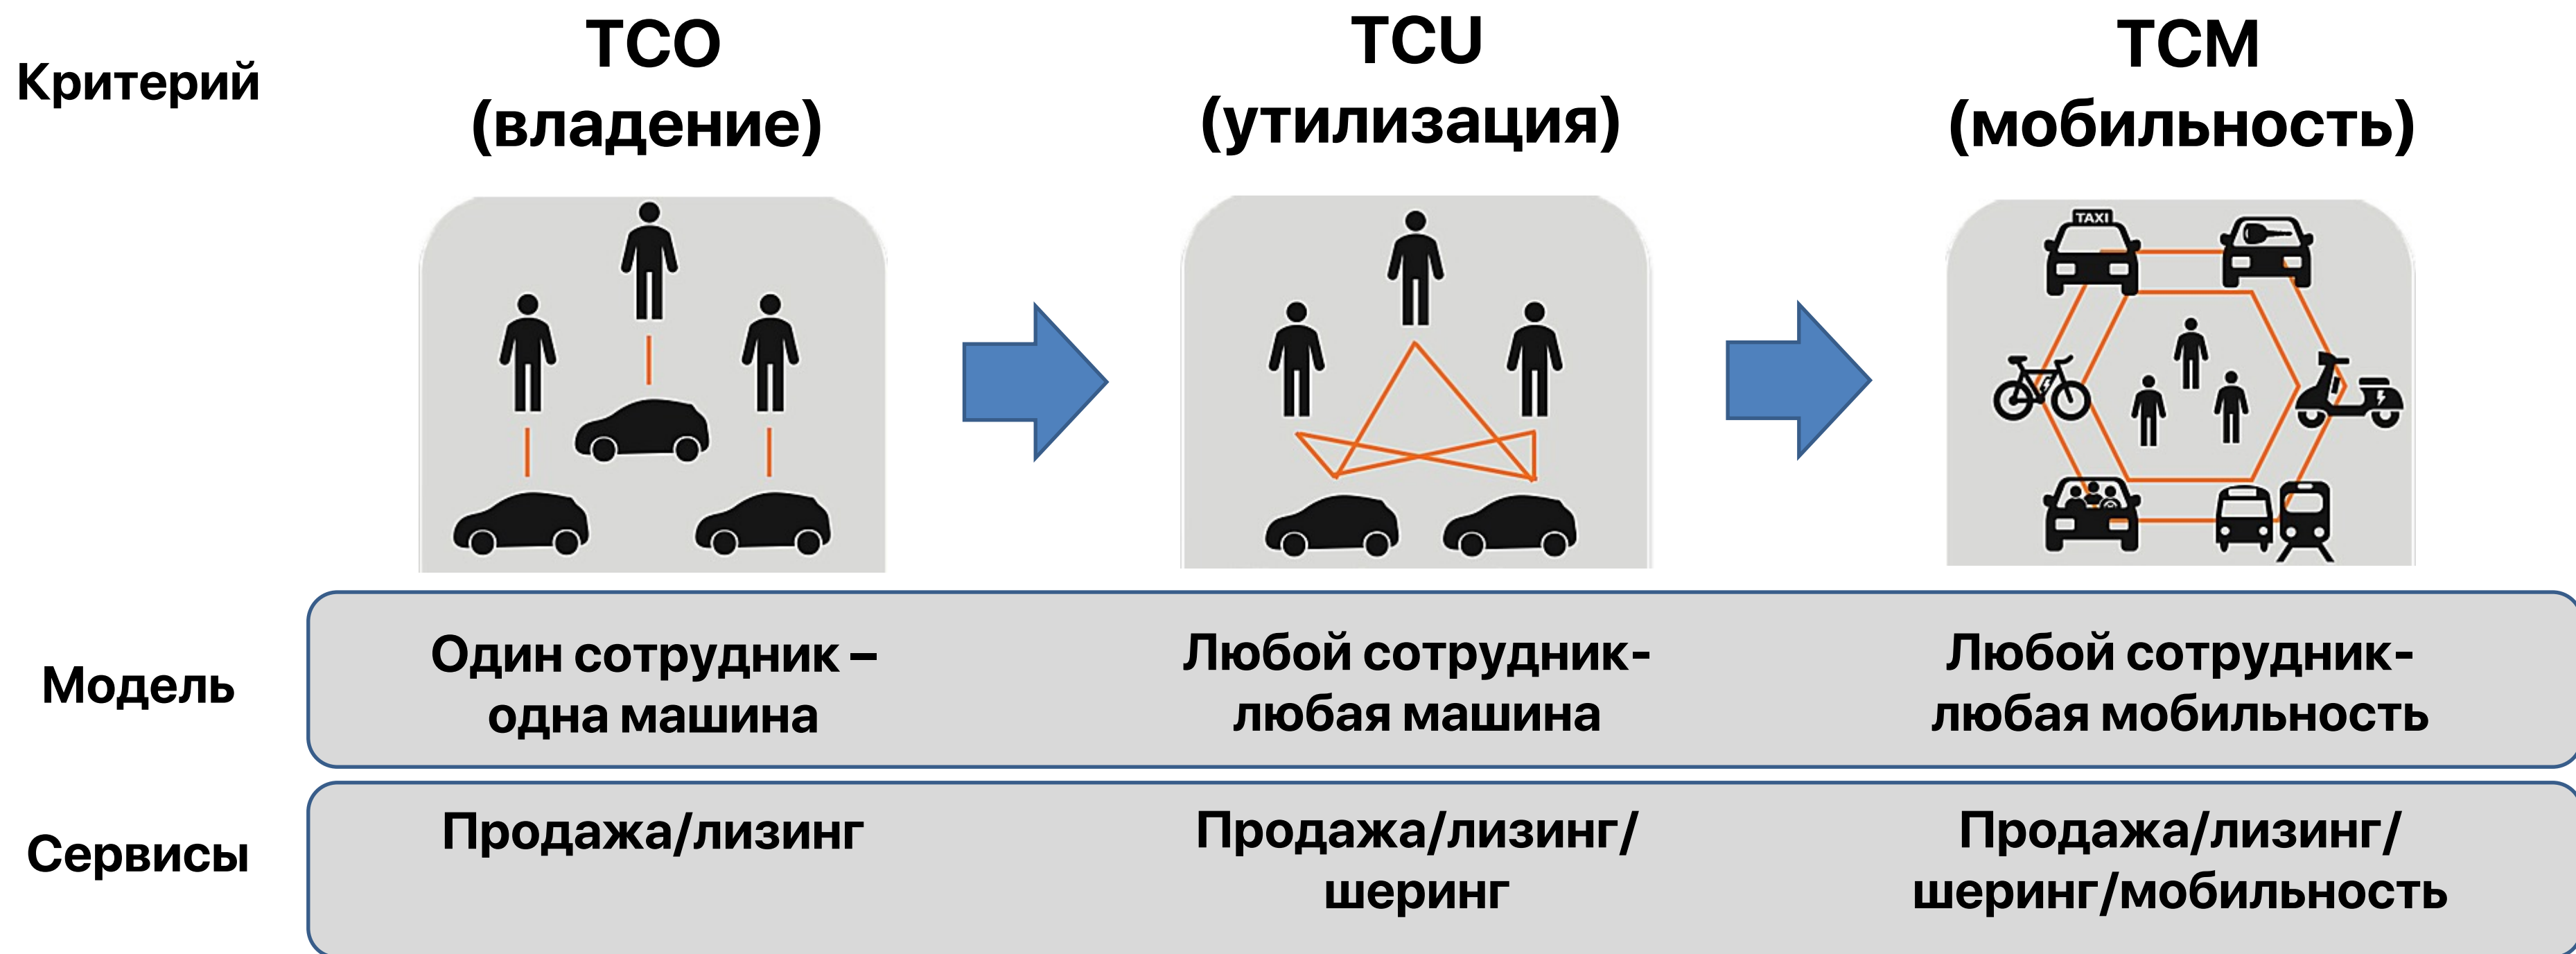 Критерий
TCO
(владение)
TCU
(утилизация)
TCM
(мобильность)
TAXI
Модель
Один сотрудник –
одна машина
Любой сотрудник-
любая машина
Любой сотрудник-
любая мобильность
Сервисы
Продажа/лизинг
Продажа/лизинг/
шеринг
Продажа/лизинг/
шеринг/мобильность